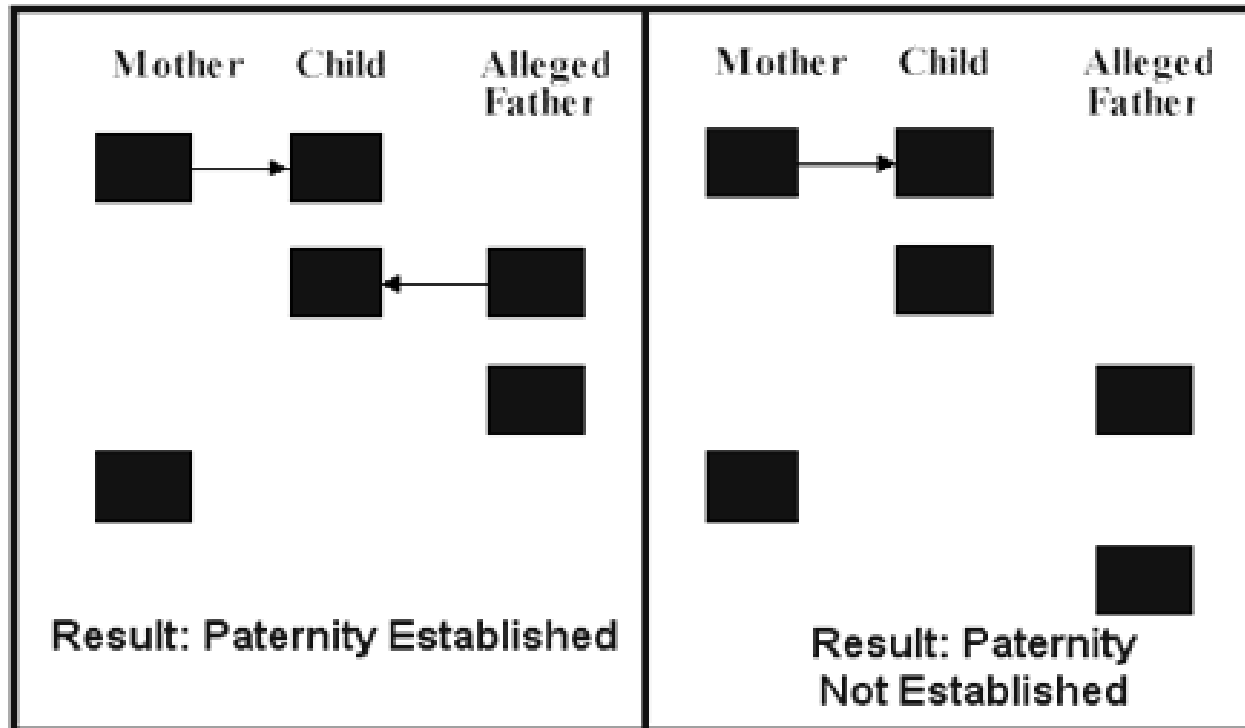 Mother Child Alleged
Father
Result: Paternity Established
Mother Child Alleged
Father
Result: Paternity
Not Established